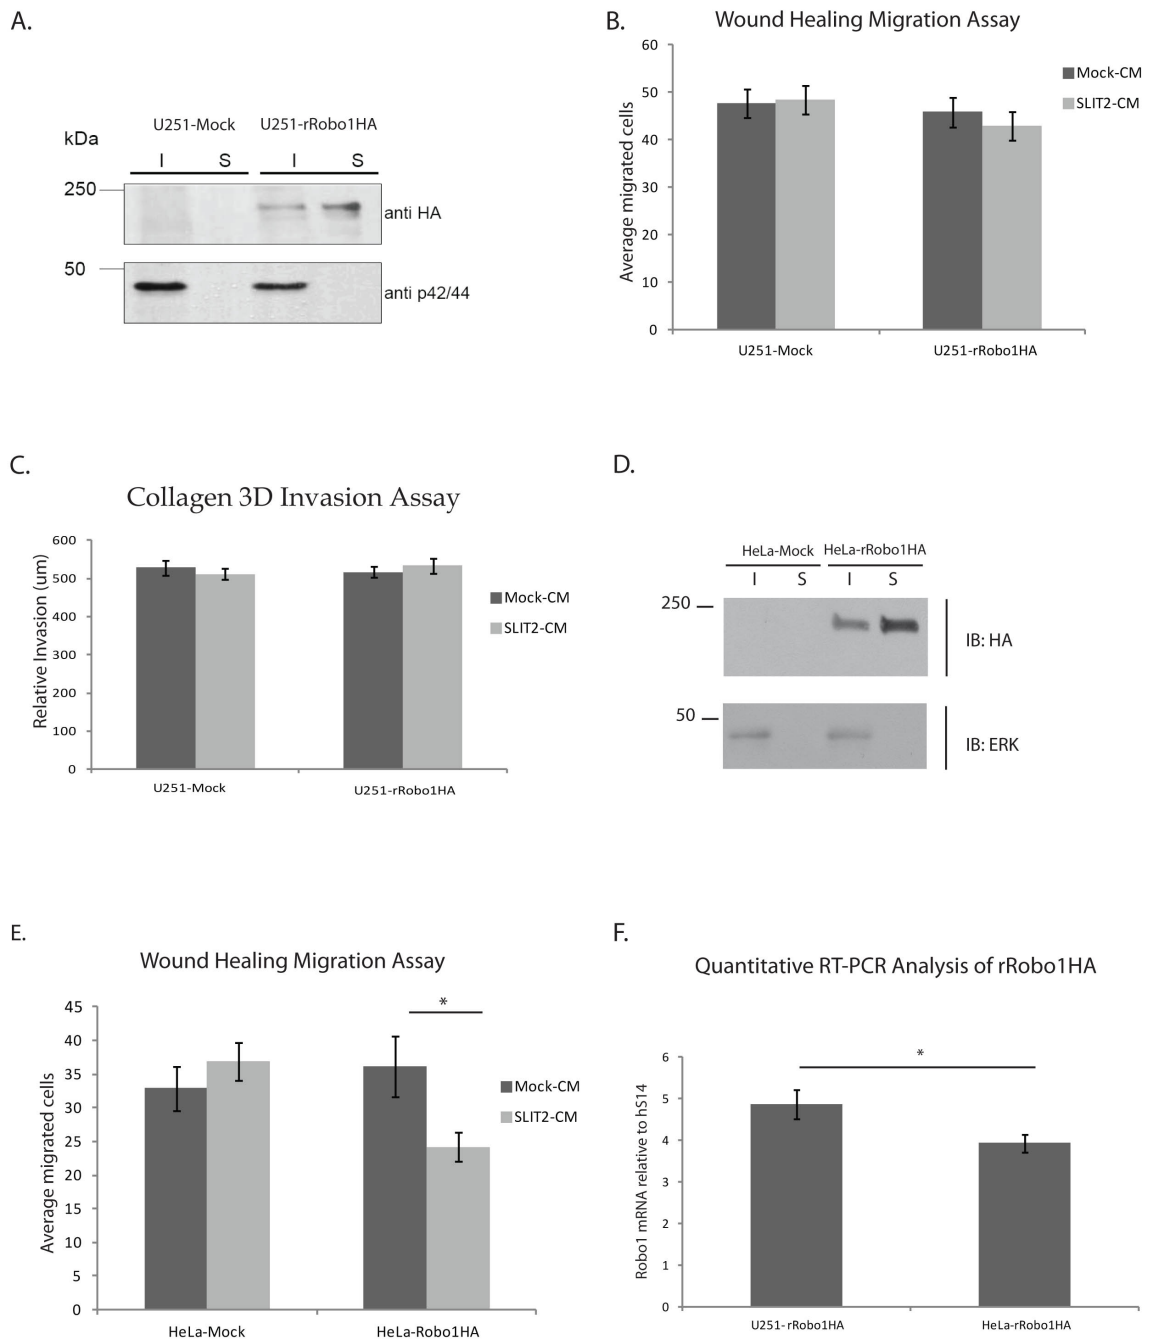 A.
U251-Mock U251-rRobo1HA
kDa
I S I S
250
anti HA
50
anti p42/44
B.
Wound Healing Migration Assay
Average migrated cells
60
50
40
30
20
10
0
Mock-CM
SLIT2-CM
U251-Mock U251-rRobo1HA
C.
Collagen 3D Invasion Assay
Relative Invasion (um)
600
500
400
300
200
100
0
Mock-CM
SLIT2-CM
U251-Mock U251-rRobo1HA
D.
HeLa-Mock HeLa-rRobo1HA
I S I S
250
IB: HA
50
IB: ERK
E.
Wound Healing Migration Assay
Average migrated cells
45
40
35
30
25
20
15
10
5
0
*
Mock-CM
SLIT2-CM
HeLa-Mock HeLa-Robo1HA
F.
Quantitative RT-PCR Analysis of rRobo1HA
Robo1 mRNA relative to hS14
6
5
4
3
2
1
0
*
U251- rRobo1HA HeLa-rRobo1HA